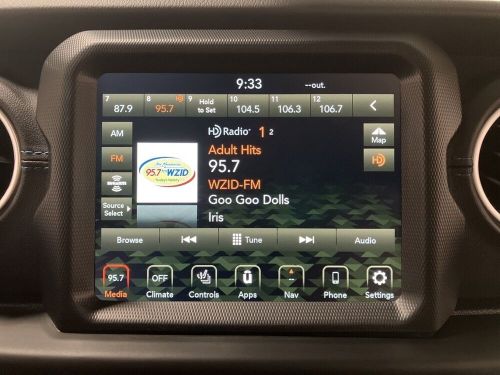 9:33
--out.
7 8 HD 9 Hold 10 11 12
87.9 95.7 to Set 104.5 106.3 106.7
AM
FM
SiriusXM
Source
Select
95.7 WZID
HD Radio 1 2
Adult Hits
95.7
WZID-FM
Goo Goo Dolls
Iris
Map
HD
Browse
Tune
Audio
95.7 OFF
Media Climate Controls Apps Nav Phone Settings